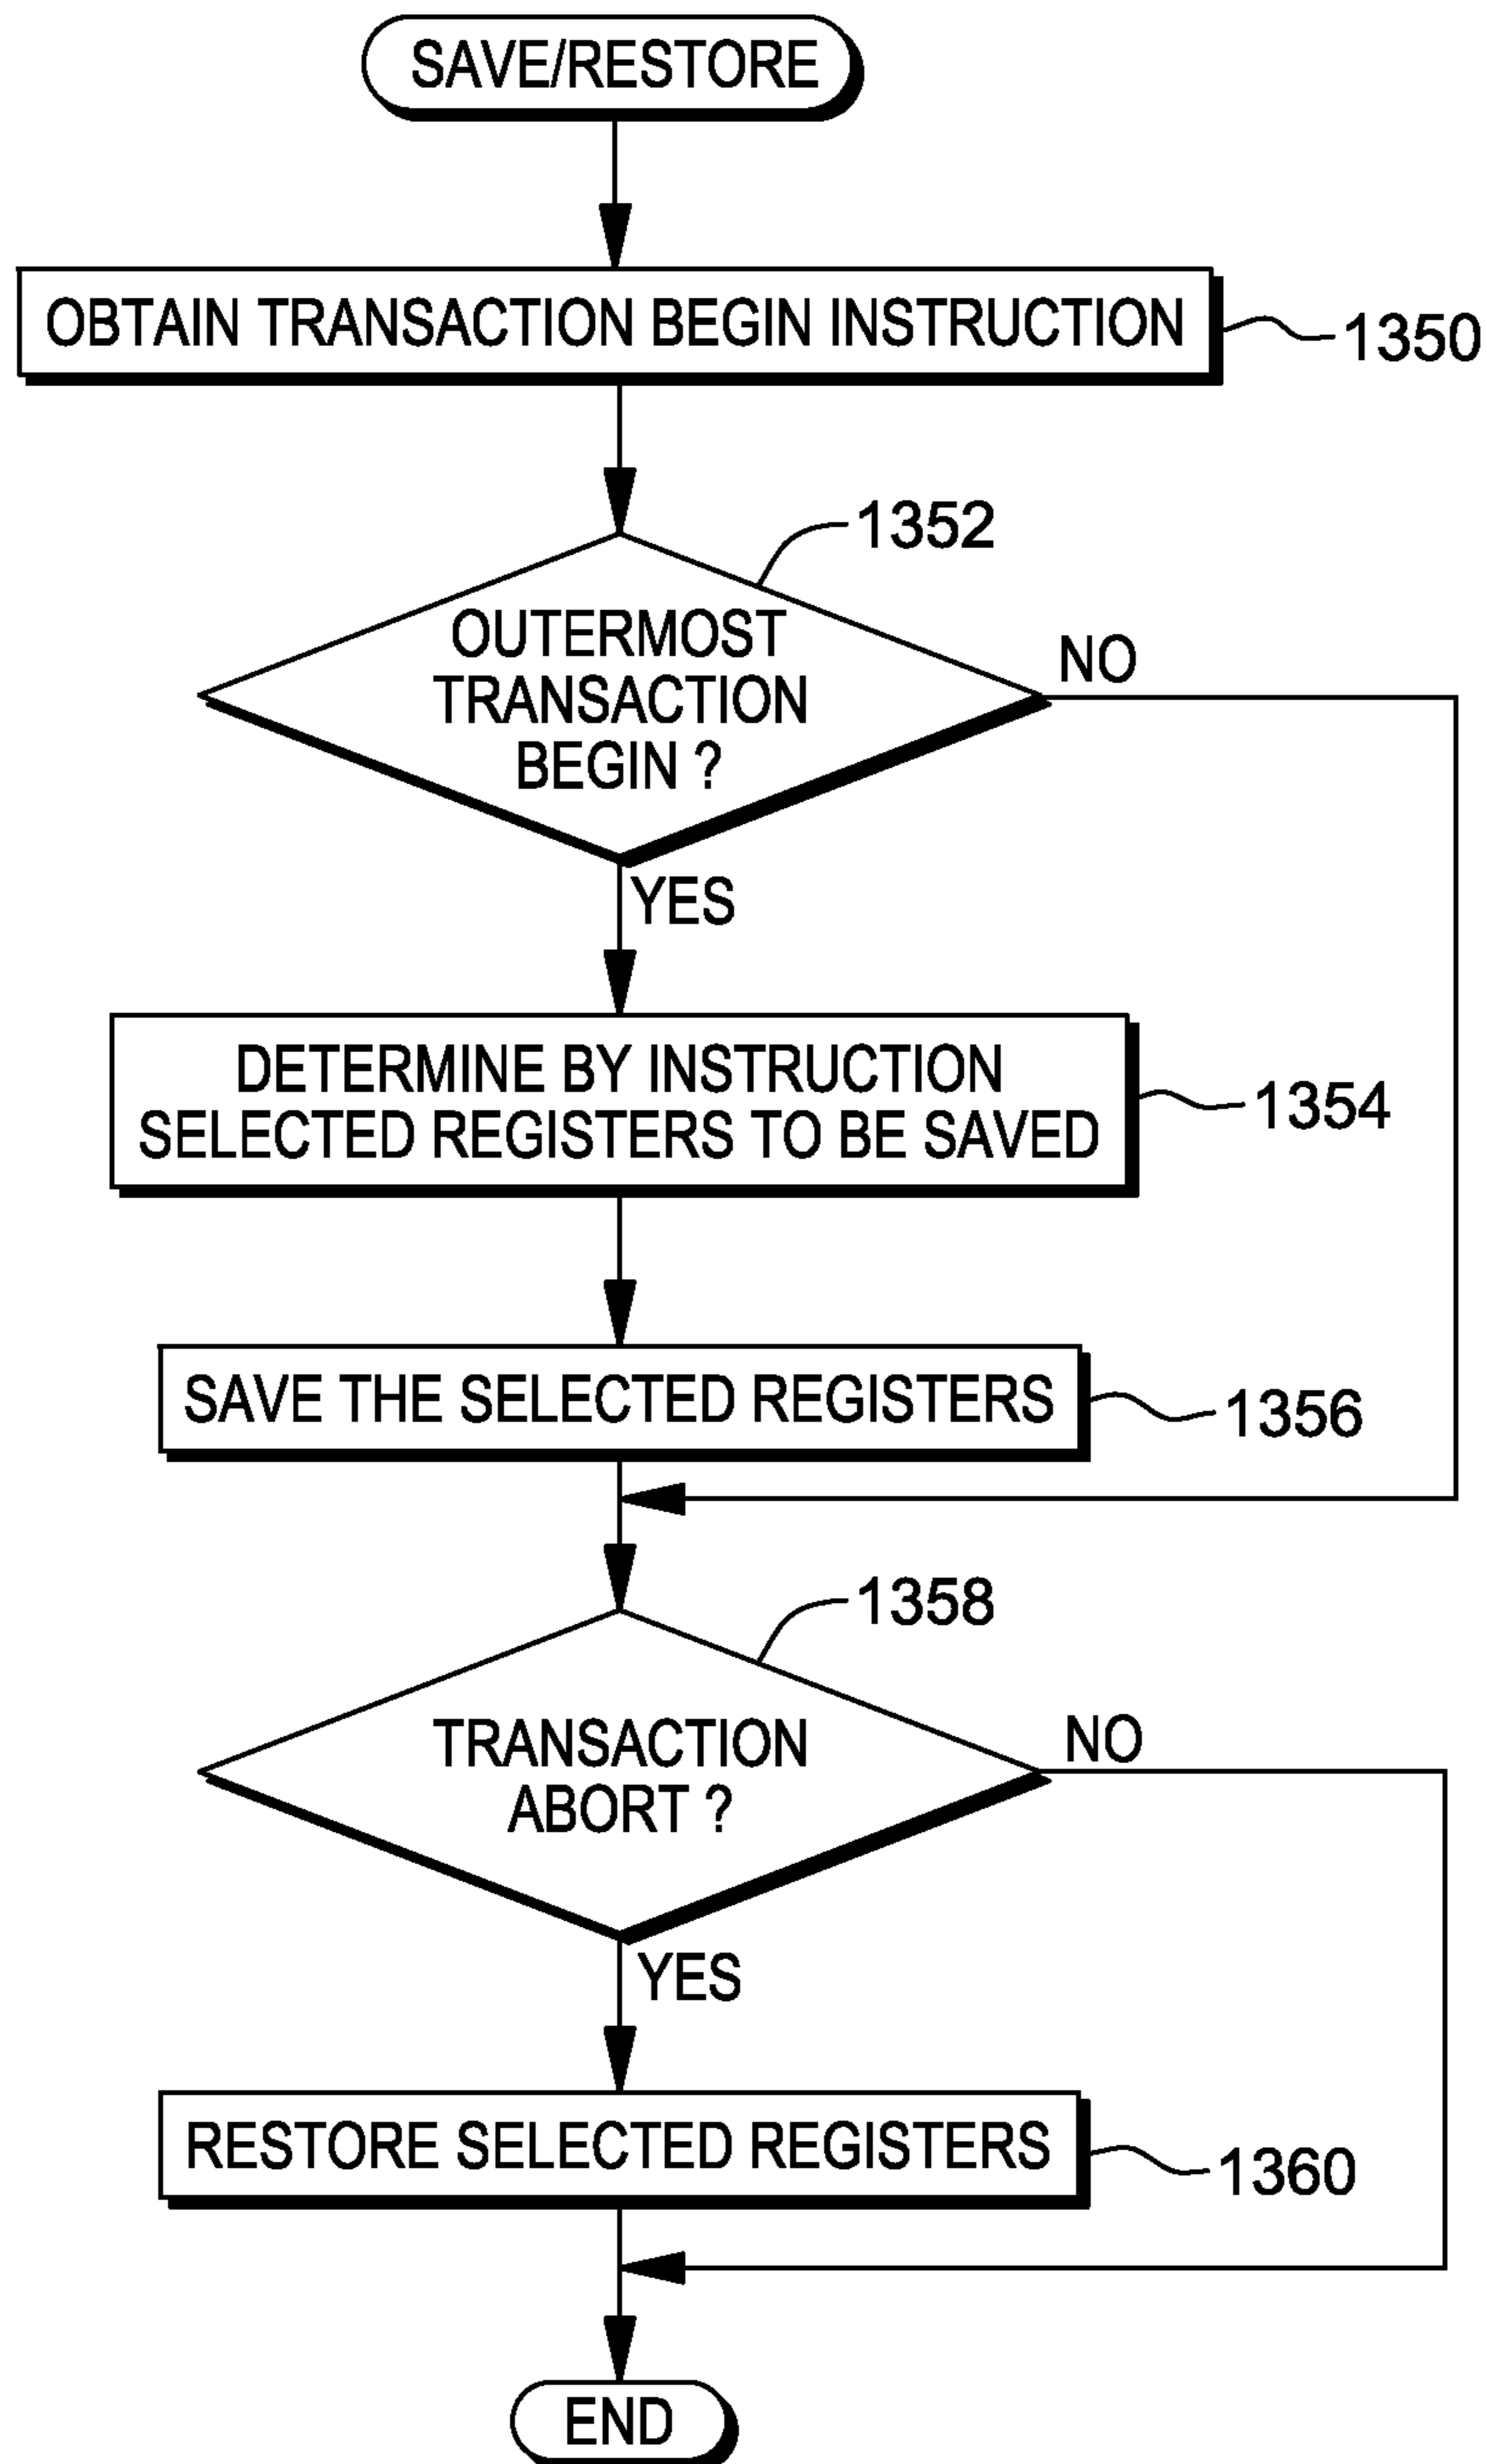 SAVE/RESTORE
OBTAIN TRANSACTION BEGIN INSTRUCTION
1350
1352
OUTERMOST
TRANSACTION
BEGIN ?
NO
YES
DETERMINE BY INSTRUCTION
SELECTED REGISTERS TO BE SAVED
1354
SAVE THE SELECTED REGISTERS
1356
1358
TRANSACTION
ABORT ?
NO
YES
RESTORE SELECTED REGISTERS
1360
END